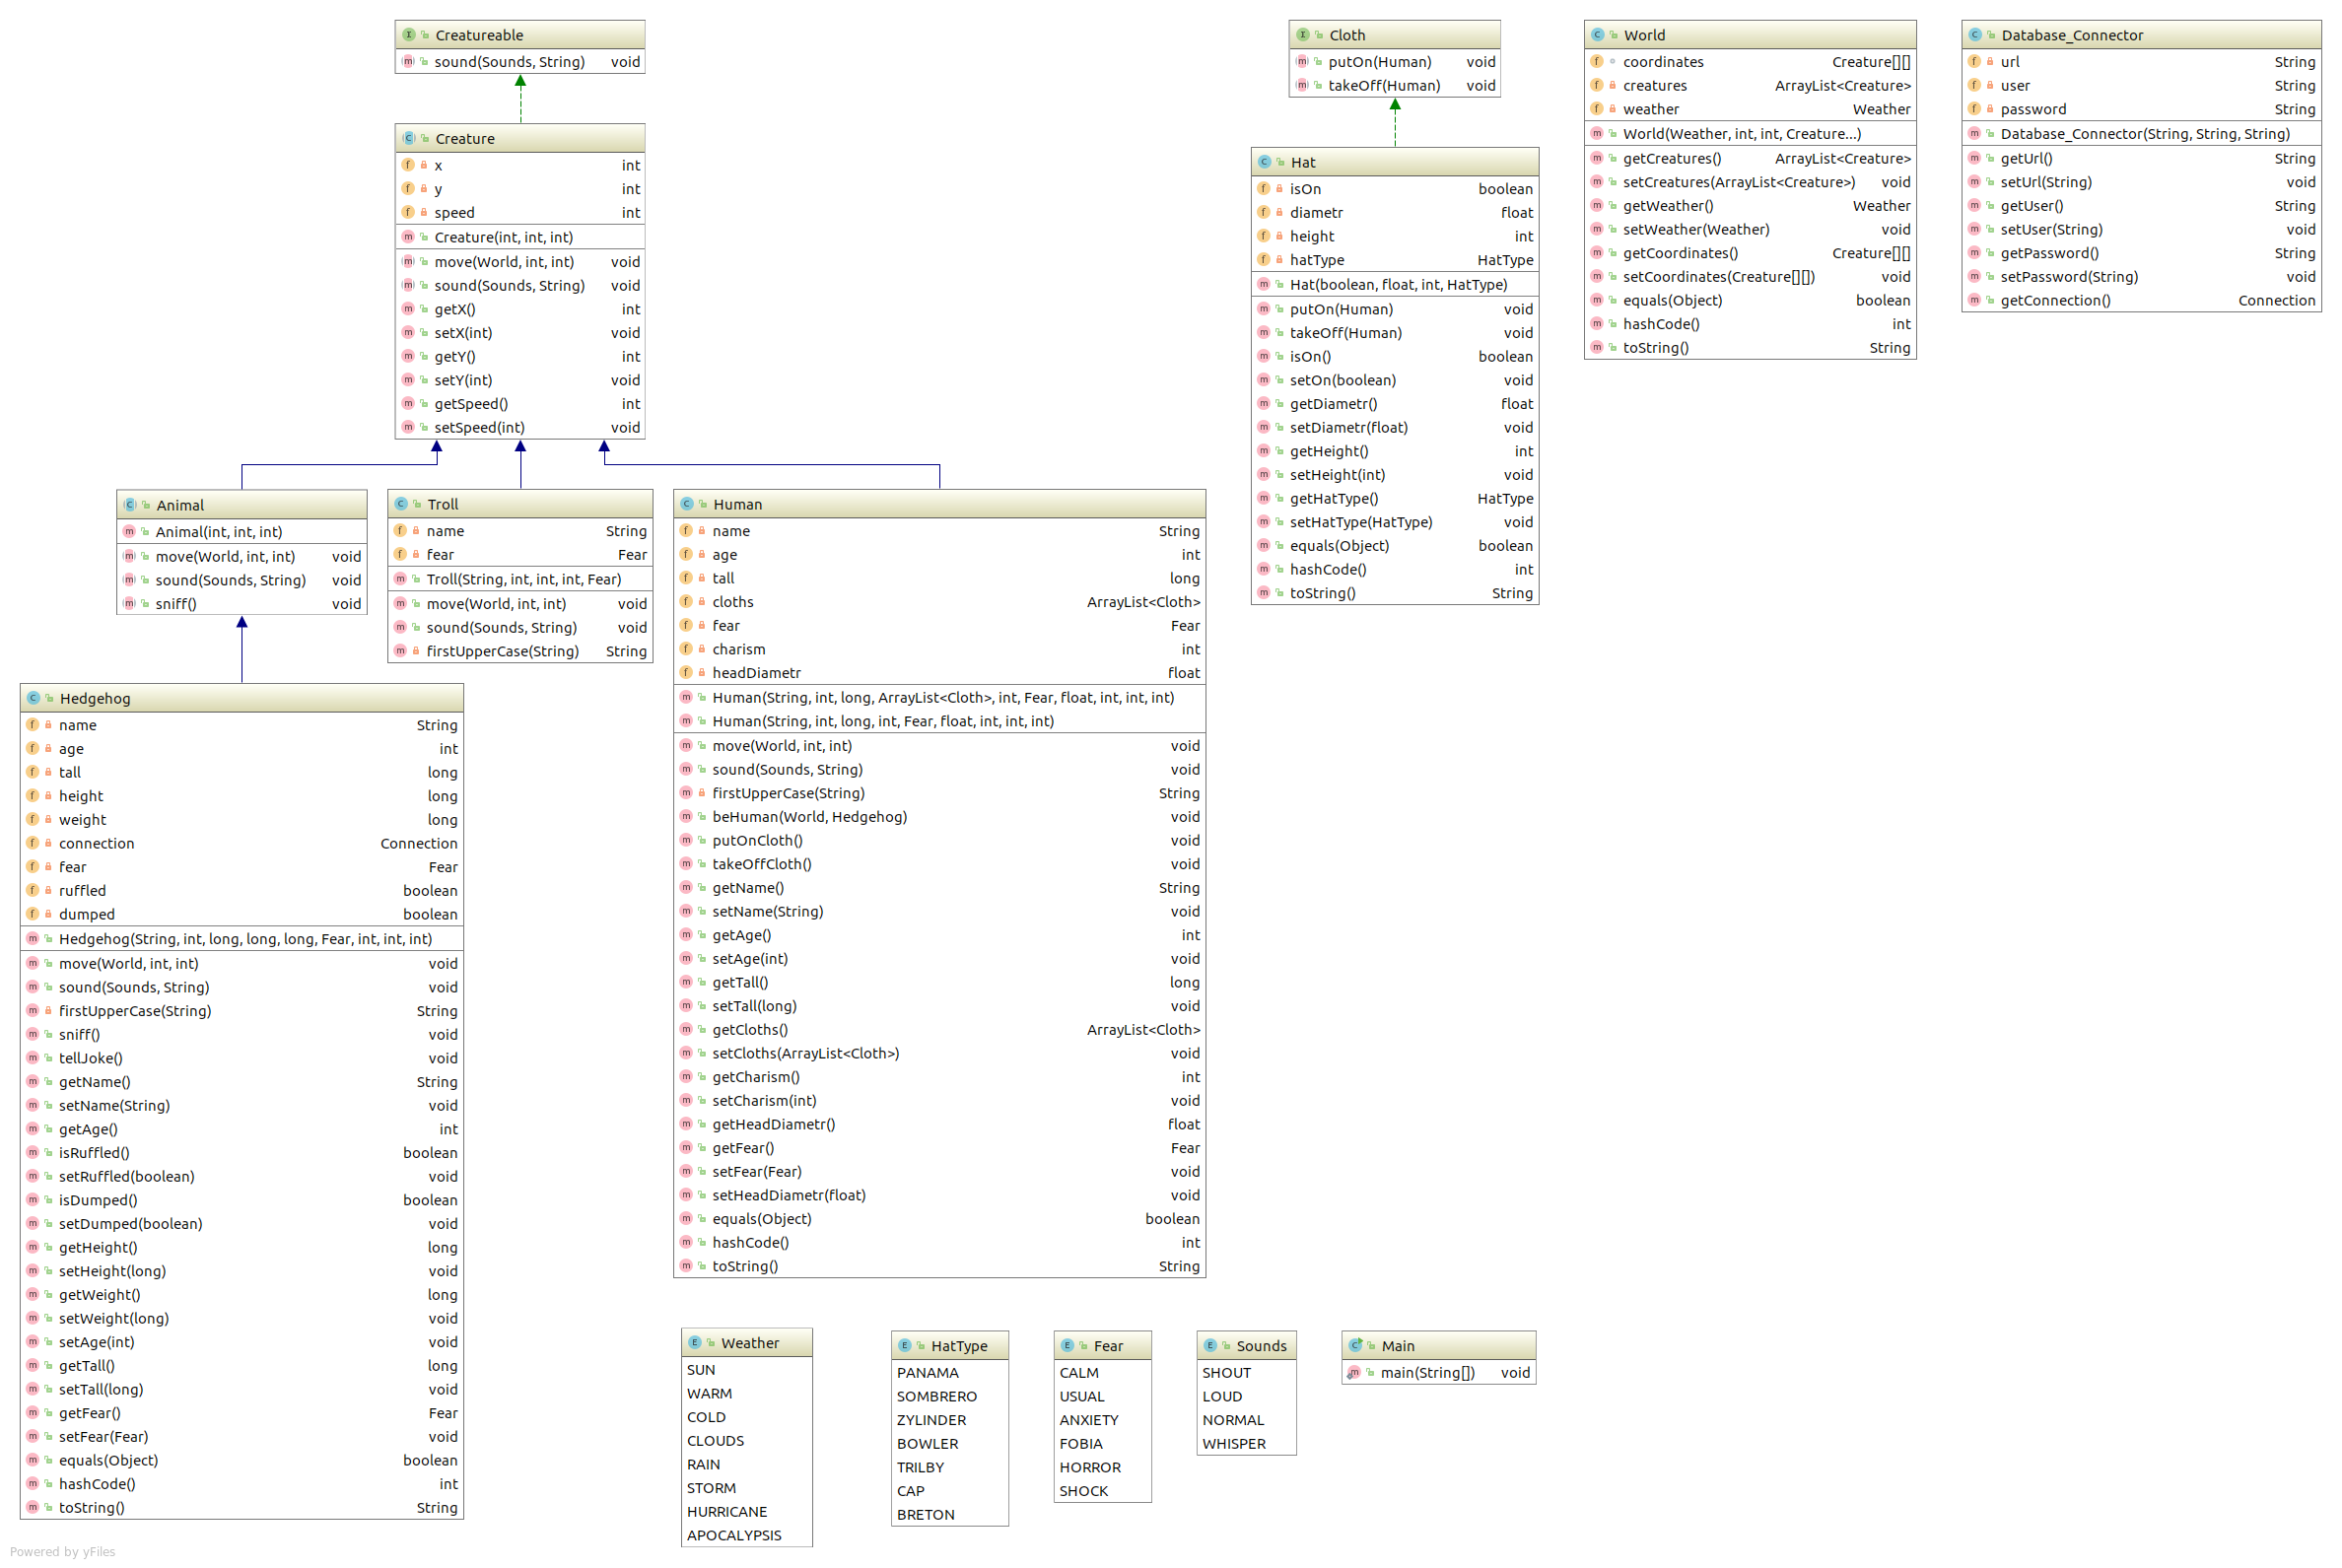 Creatureable
sound(Sounds, String) void
Creature
x int
y int
speed int
Creature(int, int, int)
move(World, int, int) void
sound(Sounds, String) void
getX() int
setX(int) void
getY() int
setY(int) void
getSpeed() int
setSpeed(int) void
Animal
Animal(int, int, int)
move(World, int, int) void
sound(Sounds, String) void
sniff() void
Troll
name String
fear Fear
Troll(String, int, int, int, Fear)
move(World, int, int) void
sound(Sounds, String) void
firstUpperCase(String) String
Hedgehog
name String
age int
tall long
height long
weight long
connection Connection
fear Fear
ruffled boolean
dumped boolean
Hedgehog(String, int, long, long, long, Fear, int, int, int)
move(World, int, int) void
sound(Sounds, String) void
firstUpperCase(String) String
sniff() void
tellJoke() void
getName() String
setName(String) void
getAge() int
isRuffled() boolean
setRuffled(boolean) void
isDumped() boolean
setDumped(boolean) void
getHeight() long
setHeight(long) void
getWeight() long
setWeight(long) void
setAge(int) void
getTall() long
setTall(long) void
getFear() Fear
setFear(Fear) void
equals(Object) boolean
hashCode() int
toString() String
Human
name String
age int
tall long
cloths ArrayList<Cloth>
fear Fear
charism int
headDiametr float
Human(String, int, long, ArrayList<Cloth>, int, Fear, float, int, int, int)
Human(String, int, long, int, Fear, float, int, int, int)
move(World, int, int) void
sound(Sounds, String) void
firstUpperCase(String) String
beHuman(World, Hedgehog) void
putOnCloth() void
takeOffCloth() void
getName() String
setName(String) void
getAge() int
setAge(int) void
getTall() long
setTall(long) void
getCloths() ArrayList<Cloth>
setCloths(ArrayList<Cloth>) void
getCharism() int
setCharism(int) void
getHeadDiametr() float
getFear() Fear
setFear(Fear) void
setHeadDiametr(float) void
equals(Object) boolean
hashCode() int
toString() String
Cloth
putOn(Human) void
takeOff(Human) void
Hat
isOn boolean
diametr float
height int
hatType HatType
Hat(boolean, float, int, HatType)
putOn(Human) void
takeOff(Human) void
isOn() boolean
setOn(boolean) void
getDiametr() float
setDiametr(float) void
getHeight() int
setHeight(int) void
getHatType() HatType
setHatType(HatType) void
equals(Object) boolean
hashCode() int
toString() String
World
coordinates Creature[][]
creatures ArrayList<Creature>
weather Weather
World(Weather, int, int, Creature...)
getCreatures() ArrayList<Creature>
setCreatures(ArrayList<Creature>) void
getWeather() Weather
setWeather(Weather) void
getCoordinates() Creature[][]
setCoordinates(Creature[][]) void
equals(Object) boolean
hashCode() int
toString() String
Database_Connector
url String
user String
password String
Database_Connector(String, String, String)
getUrl() String
setUrl(String) void
getUser() String
setUser(String) void
getPassword() String
setPassword(String) void
getConnection() Connection
Weather
SUN
WARM
COLD
CLOUDS
RAIN
STORM
HURRICANE
APOCALYPSIS
HatType
PANAMA
SOMBRERO
ZYLINDER
BOWLER
TRILBY
CAP
BRETON
Fear
CALM
USUAL
ANXIETY
FOBIA
HORROR
SHOCK
Sounds
SHOUT
LOUD
NORMAL
WHISPER
Main
main(String[]) void
Powered by yFiles